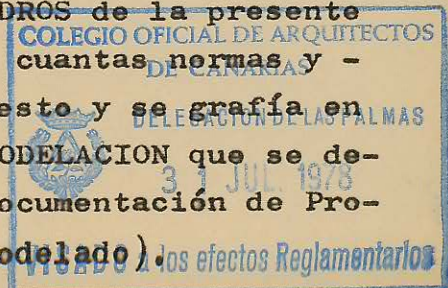 DROS de la presente
COLEGIO OFICIAL DE ARQUITECTOS
cuantas normas y -
DE CANARIAS
esto y se grafía en
DELEGACION DE LAS PALMAS
ODELACION que se de-
31 JUL. 1978
ocumentación de Pro-
odelado).
VISADO a los efectos Reglamentarios